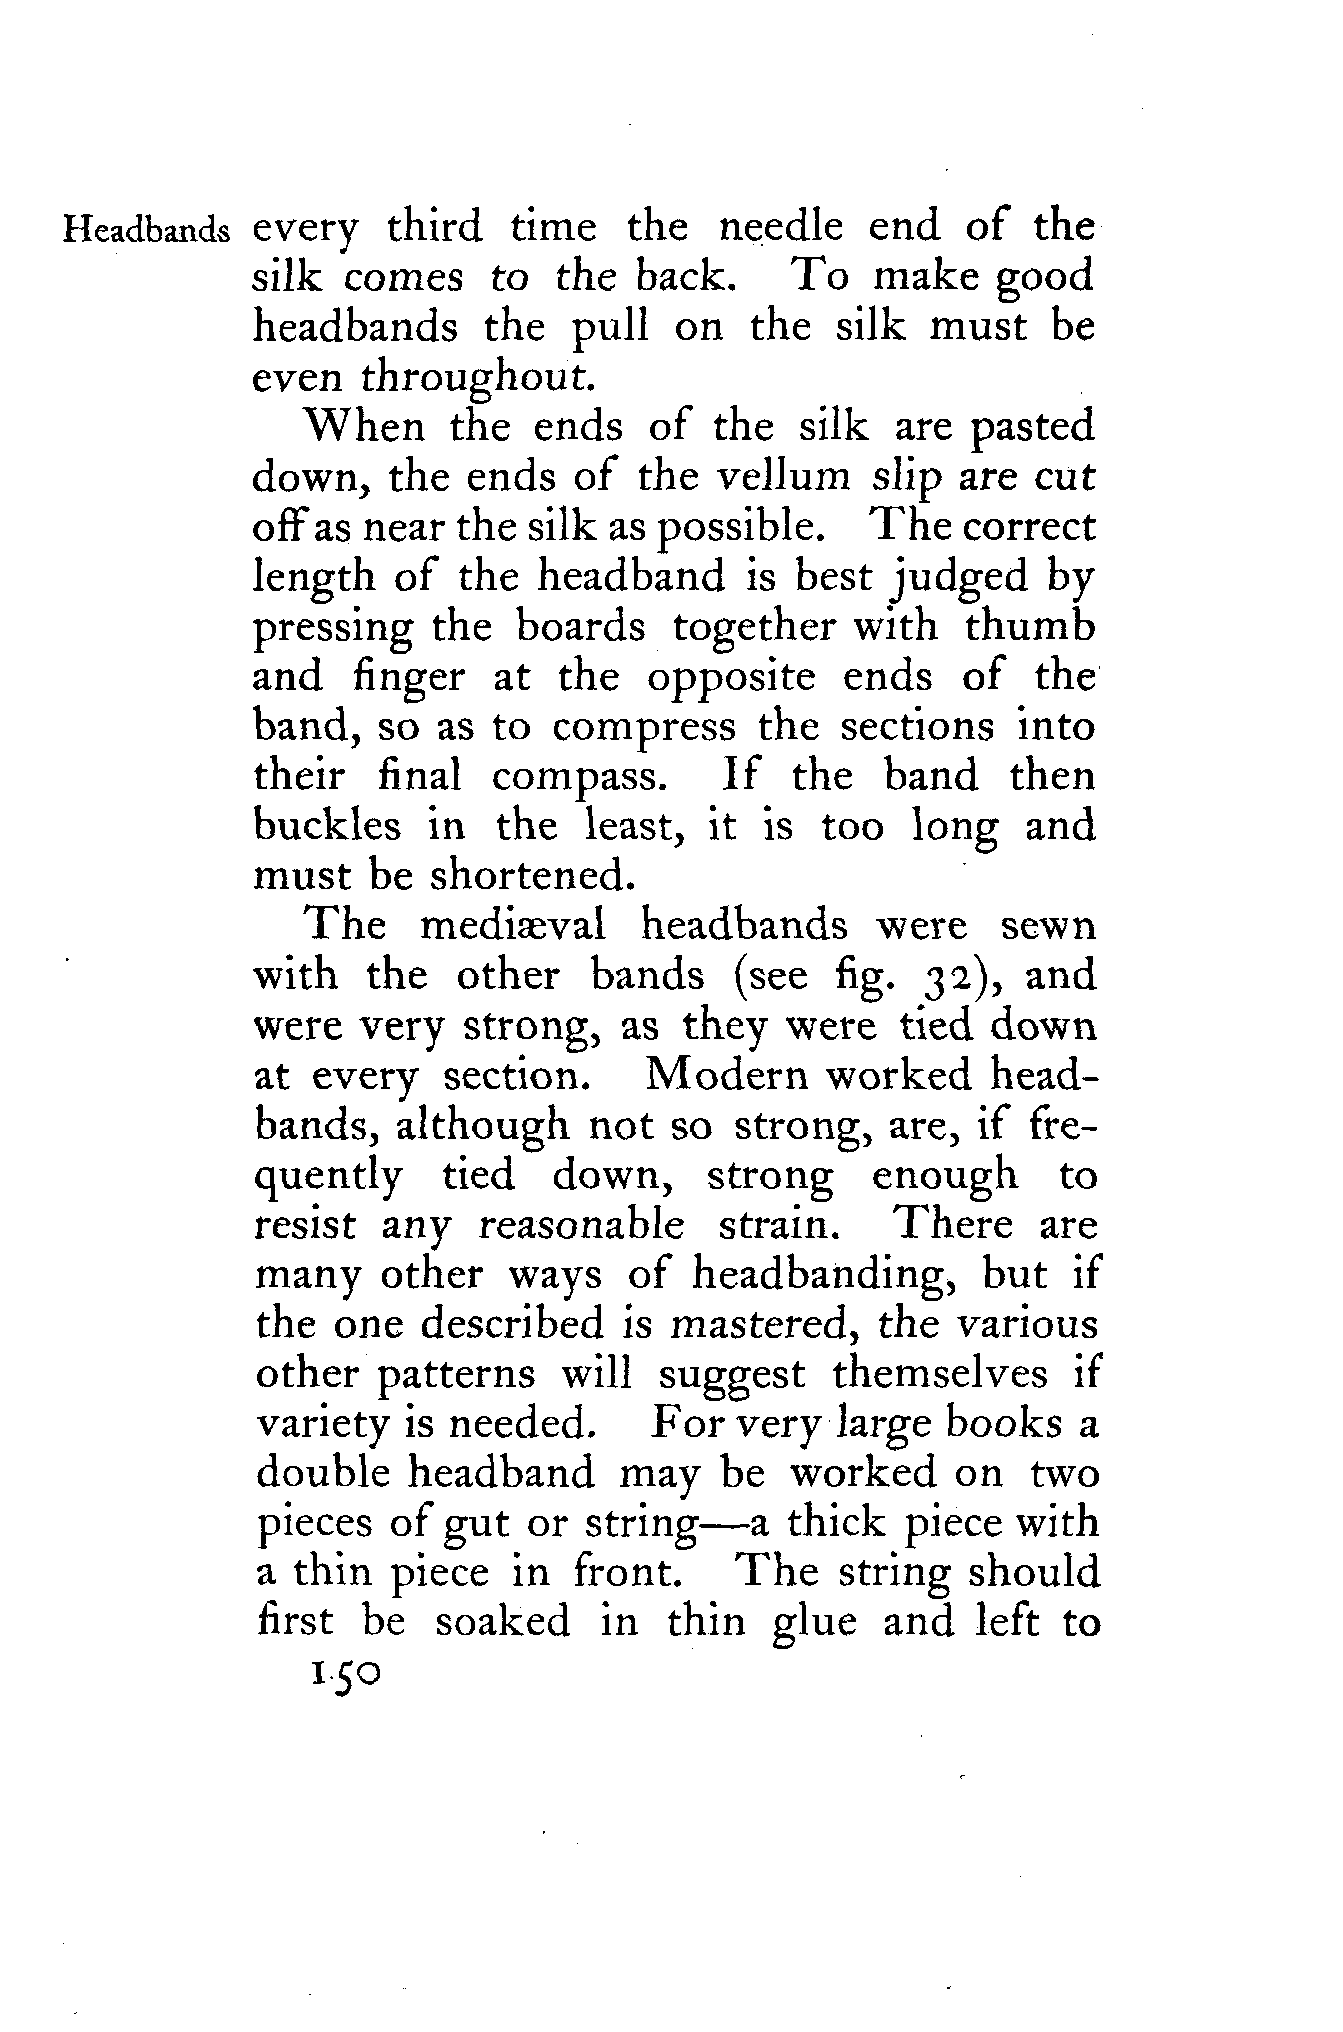 Headbands every third time the needle end of the
silk comes to the back. To make good
headbands the pull on the silk must be
even throughout.
When the ends of the silk are pasted
down, the ends of the vellum slip are cut
off as near the silk as possible. The correct
length of the headband is best judged by
pressing the boards together with thumb
and finger at the opposite ends of the
band, so as to compress the sections into
their final compass. If the band then
buckles in the least, it is too long and
must be shortened.
The mediæval headbands were sewn
with the other bands (see fig. 32), and
were very strong, as they were tied down
at every section. Modern worked head-
bands, although not so strong, are, if fre-
quently tied down, strong enough to
resist any reasonable strain. There are
many other ways of headbanding, but if
the one described is mastered, the various
other patterns will suggest themselves if
variety is needed. For very large books a
double headband may be worked on two
pieces of gut or string—a thick piece with
a thin piece in front. The string should
first be soaked in thin glue and left to
150